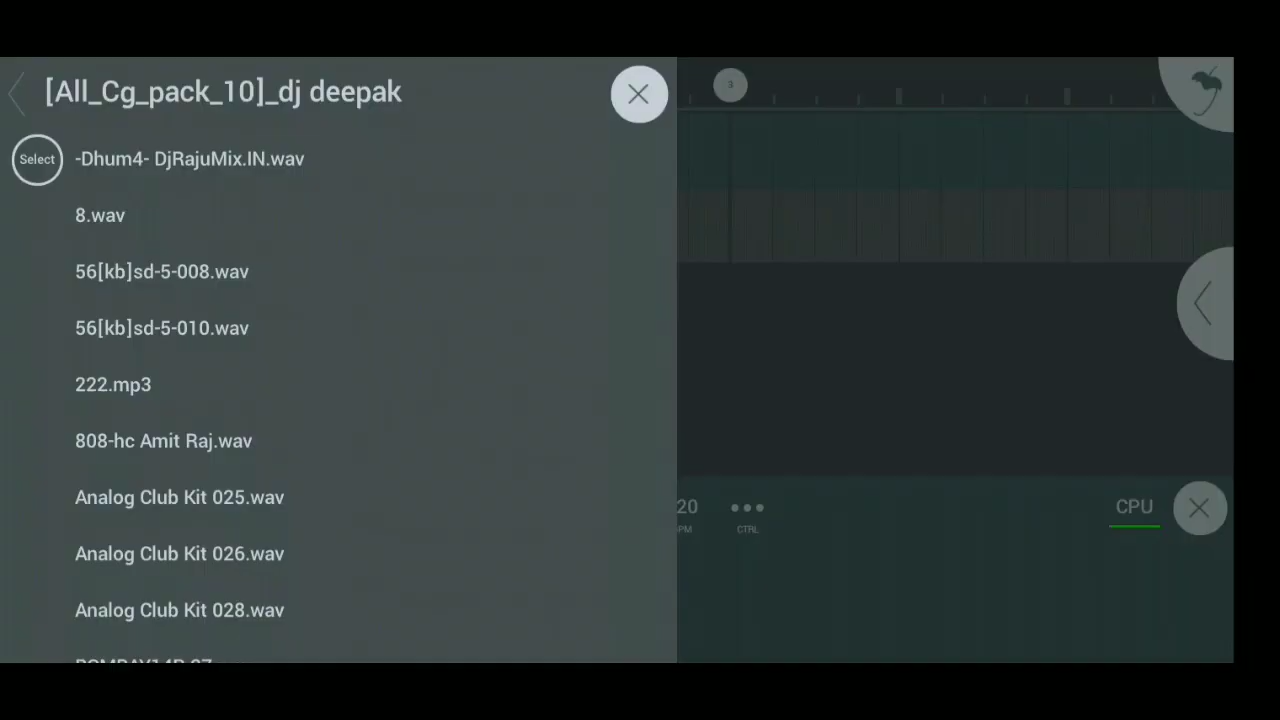 [All_Cg_pack_10]_dj deepak
3
Select
-Dhum4- DjRajuMix.IN.wav
8.wav
56[kb]sd-5-008.wav
56[kb]sd-5-010.wav
222.mp3
808-hc Amit Raj.wav
Analog Club Kit 025.wav
Analog Club Kit 026.wav
Analog Club Kit 028.wav
20
PM
CTRL
CPU